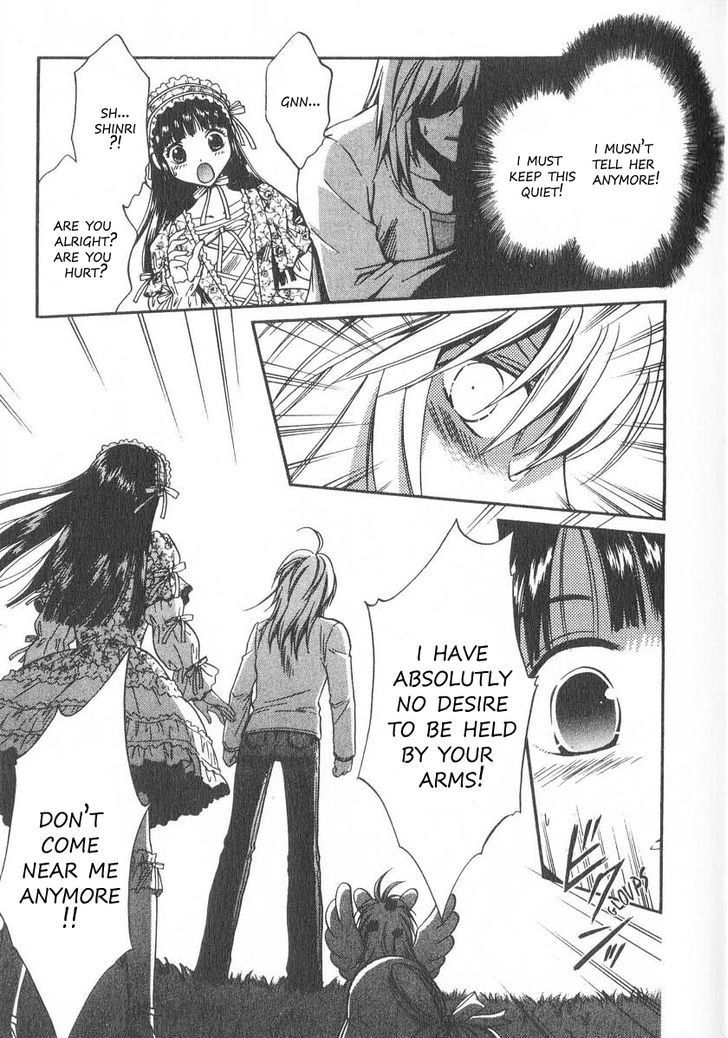 I MUSN'T
TELL HER
ANYMORE!
I MUST
KEEP THIS
QUIET!
GNN...
SH...
SHINRI
?!
ARE YOU
ALRIGHT?
ARE YOU
HURT?
I HAVE
ABSOLUTLY
NO DESIRE
TO BE HELD
BY YOUR
ARMS!
GLOUPS
DON'T
COME
NEAR ME
ANYMORE
!!